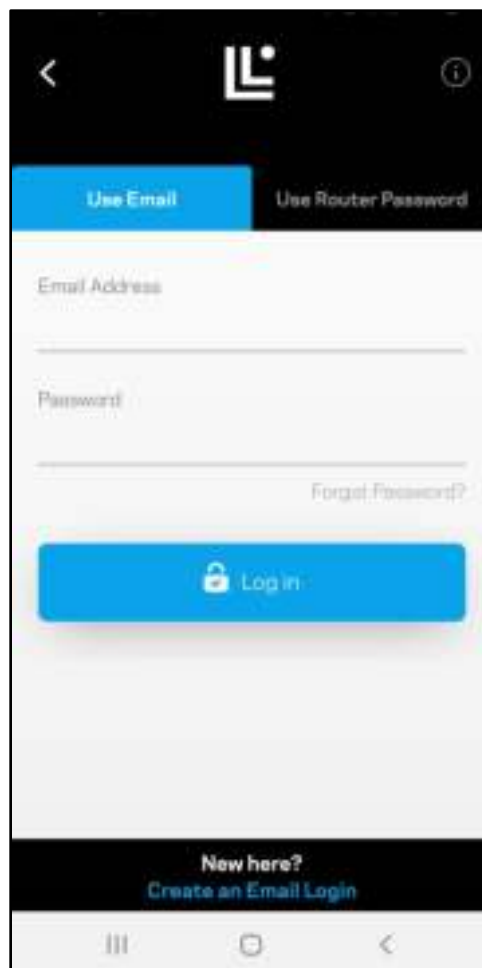 Use Email
Use Router Password
Email Address
Password
Forgot Password?
Log in
New here?
Create an Email Login